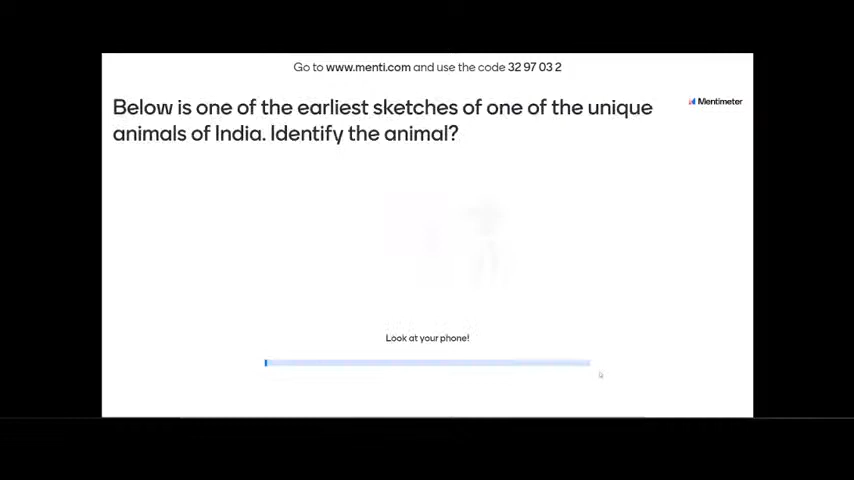 Go to www.menti.com and use the code 32 97 03 2
Below is one of the earliest sketches of one of the unique
animals of India. Identify the animal?
Mentimeter
Look at your phone!